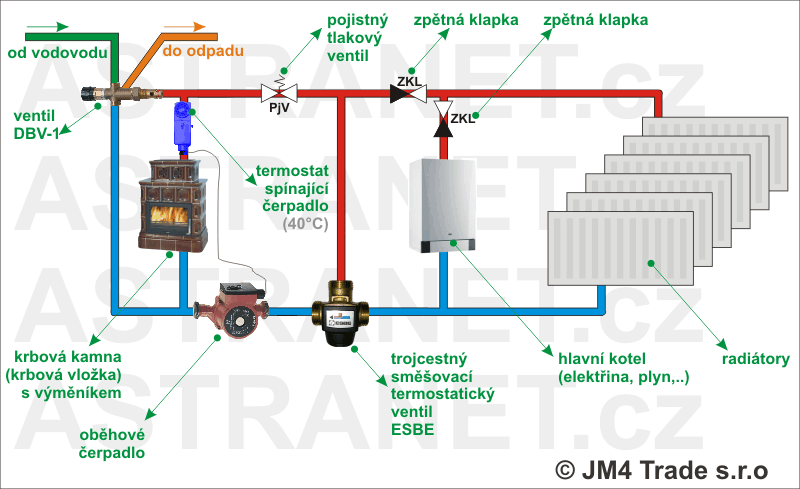 pojistný
tlakový
ventil
zpětná klapka
zpětná klapka
od vodovodu
do odpadu
ZKL
PjV
ZKL
ventil
DBV-1
termostat
spínající
čerpadlo
(40°C)
ESBE
krbová kamna
(krbová vložka)
s výměníkem
oběhové
čerpadlo
trojcestný
směšovací
termostatický
ventil
ESBE
hlavní kotel
(elektřina, plyn,..)
radiátory
ASTRANET.cz
ASTRANET.cz
ASTRANET.cz
ASTRANET.cz
© JM4 Trade s.r.o